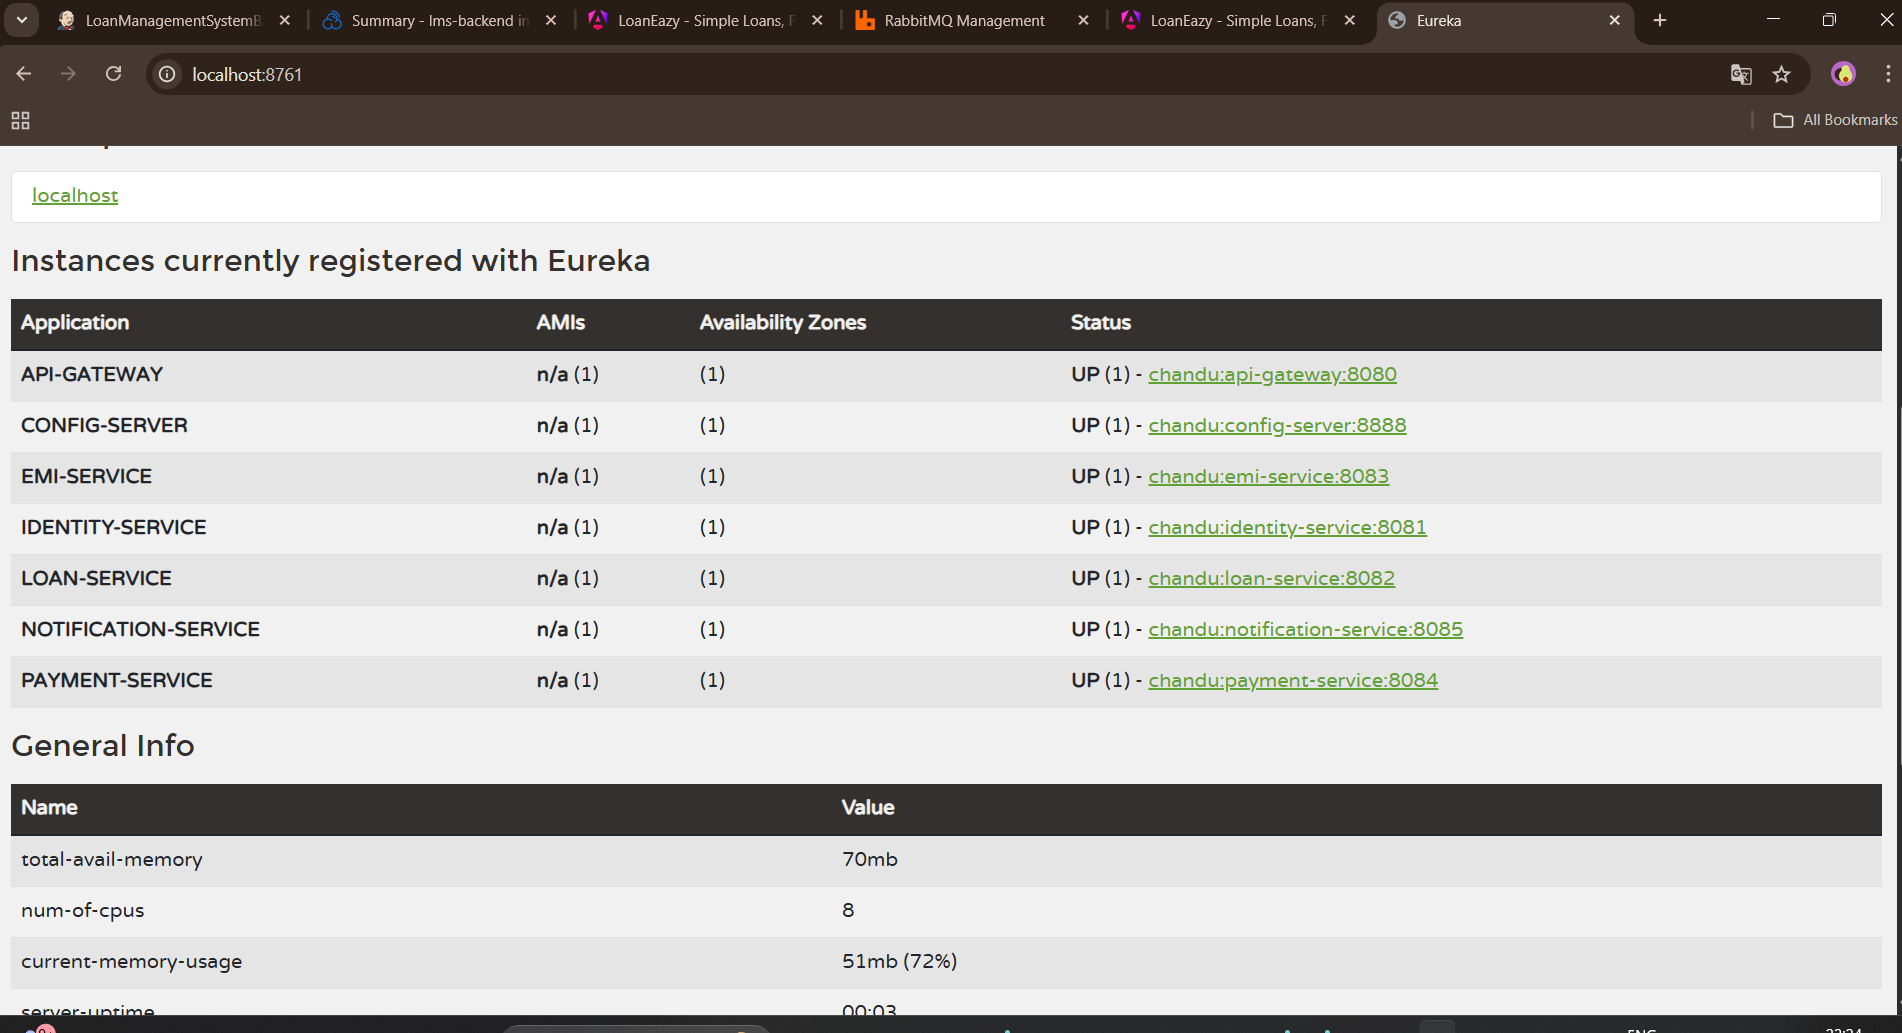 LoanManagementSystemB
Summary - lms-backend in
LoanEazy - Simple Loans, F
RabbitMQ Management
LoanEazy - Simple Loans, F
Eureka
localhost:8761
All Bookmarks
localhost
Instances currently registered with Eureka
Application AMIs Availability Zones Status
API-GATEWAY n/a (1) (1) UP (1) - chandu:api-gateway:8080
CONFIG-SERVER n/a (1) (1) UP (1) - chandu:config-server:8888
EMI-SERVICE n/a (1) (1) UP (1) - chandu:emi-service:8083
IDENTITY-SERVICE n/a (1) (1) UP (1) - chandu:identity-service:8081
LOAN-SERVICE n/a (1) (1) UP (1) - chandu:loan-service:8082
NOTIFICATION-SERVICE n/a (1) (1) UP (1) - chandu:notification-service:8085
PAYMENT-SERVICE n/a (1) (1) UP (1) - chandu:payment-service:8084
General Info
Name Value
total-avail-memory 70mb
num-of-cpus 8
current-memory-usage 51mb (72%)
server-uptime 00:03